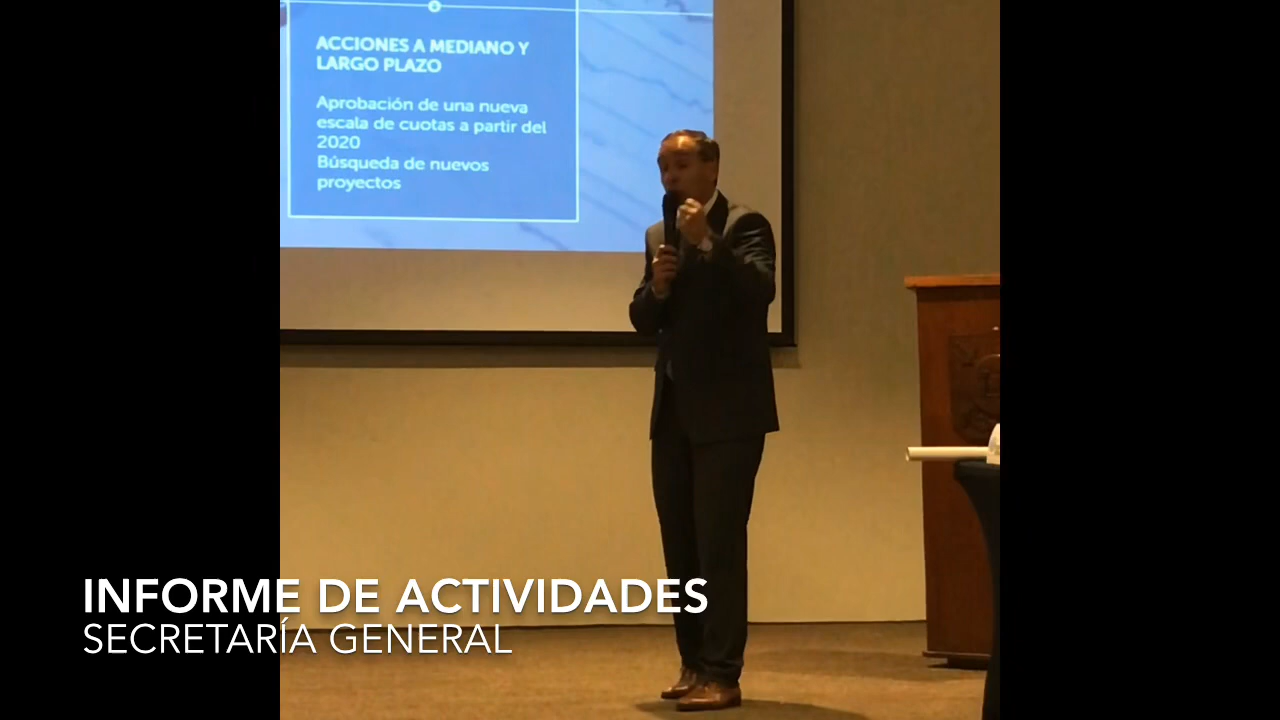 ACCIONES A MEDIANO Y
LARGO PLAZO
Aprobación de una nueva
escala de cuotas a partir del
2020
Búsqueda de nuevos
proyectos
INFORME DE ACTIVIDADES
SECRETARÍA GENERAL